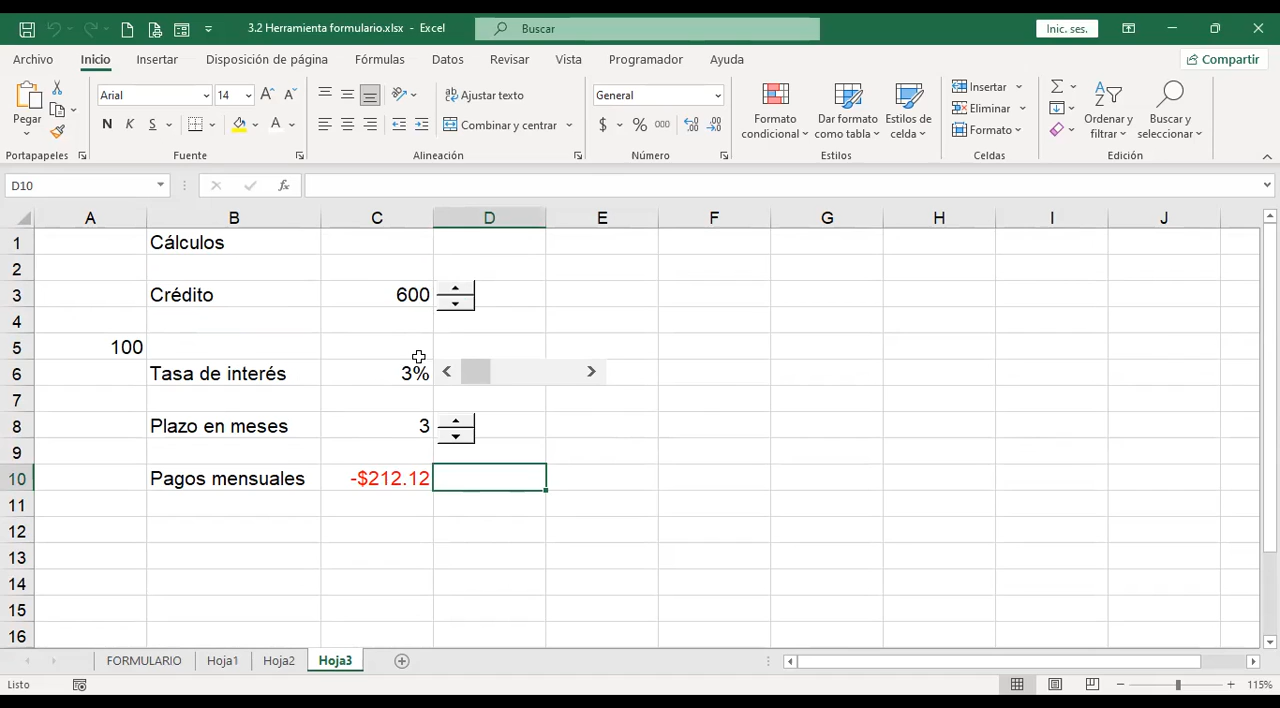 3.2 Herramienta formulario.xlsx - Excel
Buscar
Inic. ses.
Archivo Inicio Insertar Disposición de página Fórmulas Datos Revisar Vista Programador Ayuda
Compartir
Pegar
Portapapeles
Arial 14
N K S
Fuente
Ajustar texto
Combinar y centrar
Alineación
General
$ % 000
Número
Formato condicional
Dar formato como tabla
Estilos de celda
Estilos
Insertar
Eliminar
Formato
Celdas
Ordenar y filtrar
Buscar y seleccionar
Edición
D10
fx
A B C D E F G H I J
1 Cálculos
2
3 Crédito 600
4
5 100
6 Tasa de interés 3%
7
8 Plazo en meses 3
9
10 Pagos mensuales -$212.12
11
12
13
14
15
16
FORMULARIO Hoja1 Hoja2 Hoja3
Listo
115%